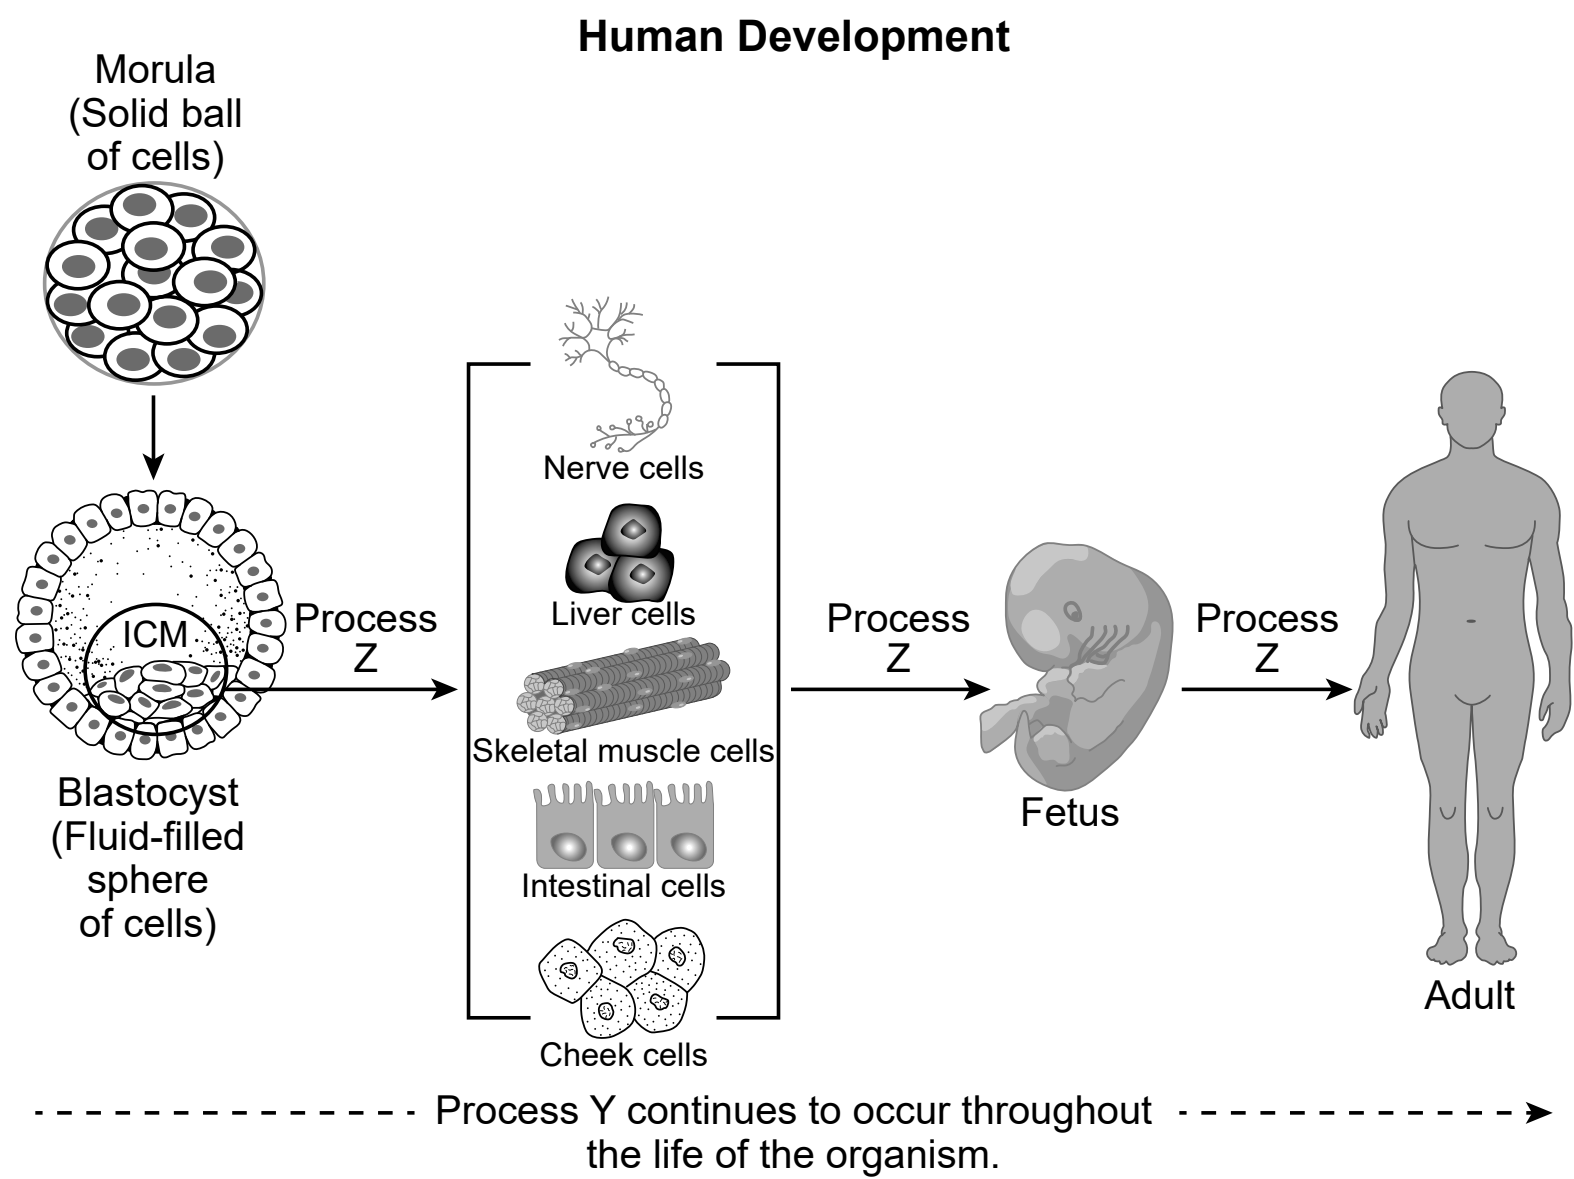 Human Development
Morula
(Solid ball
of cells)
ICM
Blastocyst
(Fluid-filled
sphere
of cells)
Process
Z
Nerve cells
Liver cells
Skeletal muscle cells
Intestinal cells
Cheek cells
Process
Z
Fetus
Process
Z
Adult
Process Y continues to occur throughout
the life of the organism.